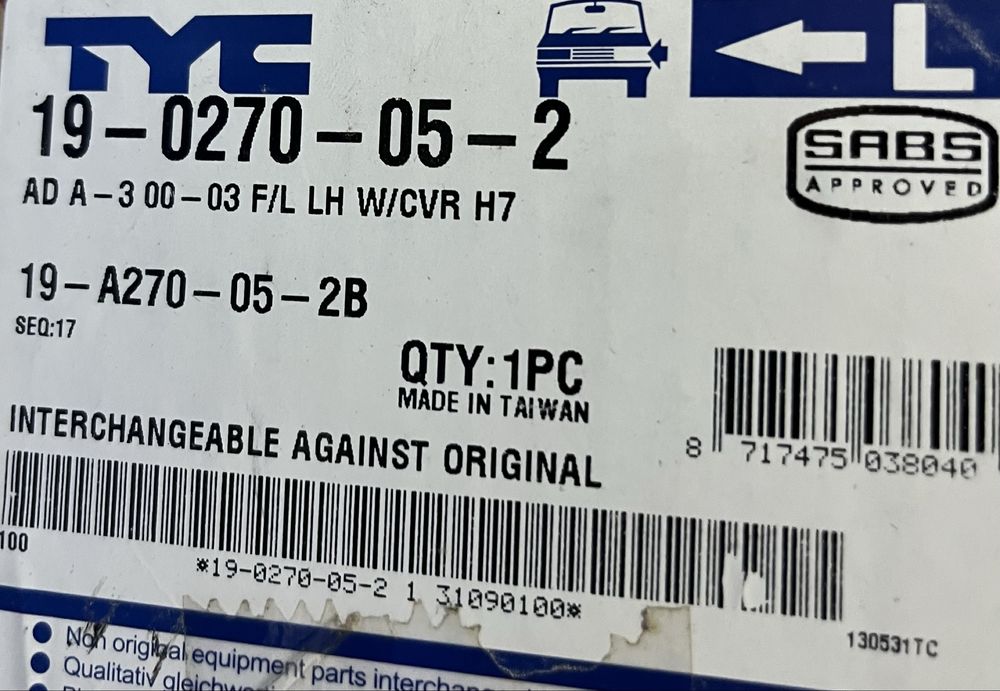 TYC
L
19-0270-05-2
SABS
APPROVED
AD A-3 00-03 F/L LH W/CVR H7
19-A270-05-2B
SEQ:17
QTY:1PC
MADE IN TAIWAN
8 717475 038040
INTERCHANGEABLE AGAINST ORIGINAL
100
*19-0270-05-2 1 31090100*
130531TC
Non original equipment parts
Qualitativ